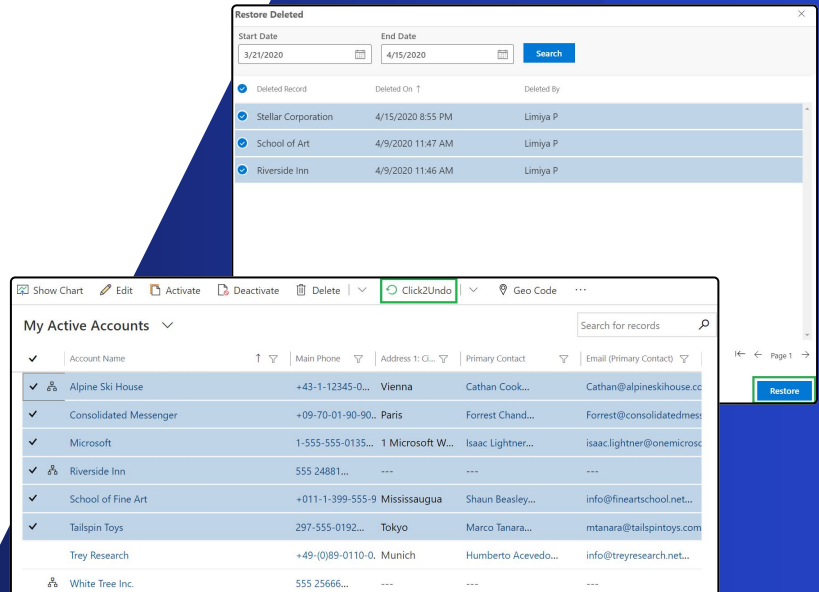 Restore Deleted
Start Date End Date
3/21/2020 4/15/2020 Search
Deleted Record Deleted On ↑ Deleted By
Stellar Corporation 4/15/2020 8:55 PM Limiya P
School of Art 4/9/2020 11:47 AM Limiya P
Riverside Inn 4/9/2020 11:46 AM Limiya P
Page 1
Restore
Show Chart Edit Activate Deactivate Delete Click2Undo Geo Code ...
My Active Accounts Search for records
Account Name ↑ Main Phone Address 1: Ci... Primary Contact Email (Primary Contact)
Alpine Ski House +43-1-12345-0... Vienna Cathan Cook... Cathan@alpineskihouse.cc
Consolidated Messenger +09-70-01-90-90.. Paris Forrest Chand... Forrest@consolidatedmess
Microsoft 1-555-555-0135... 1 Microsoft W... Isaac Lightner... isaac.lightner@onemicrosc
Riverside Inn 555 24881... --- --- ---
School of Fine Art +011-1-399-555-9 Mississaugua Shaun Beasley... info@fineartschool.net...
Tailspin Toys 297-555-0192... Tokyo Marco Tanara... mtanara@tailspintoys.com
Trey Research +49-(0)89-0110-0. Munich Humberto Acevedo... info@treyresearch.net...
White Tree Inc. 555 25666... --- --- ---